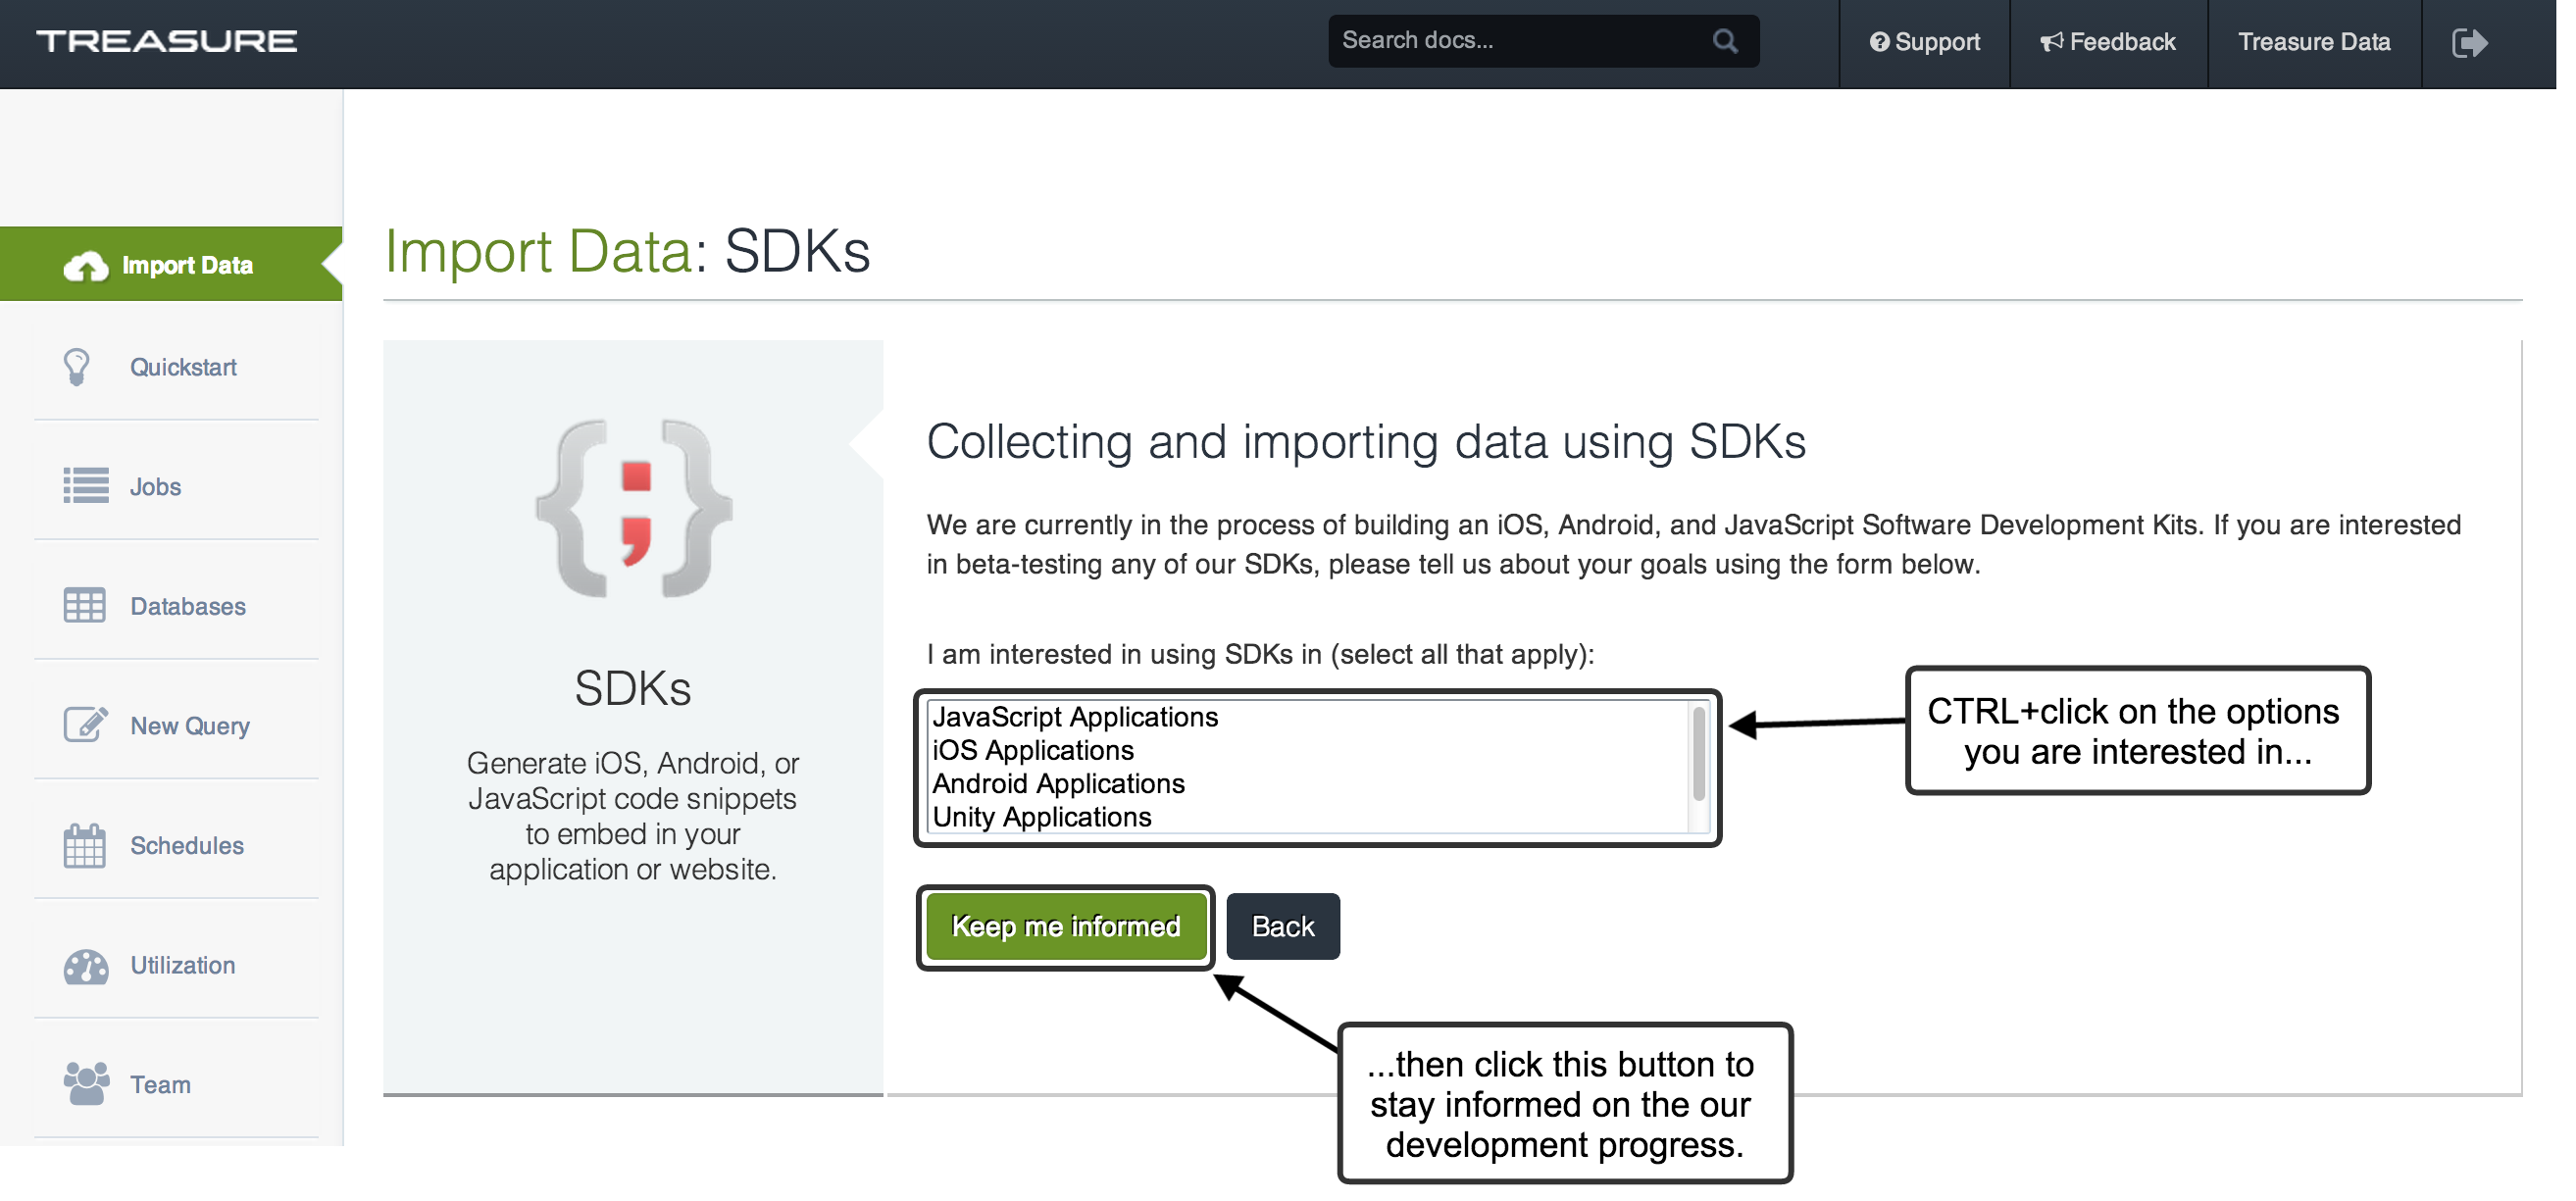 TREASURE
Search docs...
Support
Feedback
Treasure Data
Import Data
Quickstart
Jobs
Databases
New Query
Schedules
Utilization
Team
Import Data: SDKs
SDKs
Generate iOS, Android, or
JavaScript code snippets
to embed in your
application or website.
Collecting and importing data using SDKs
We are currently in the process of building an iOS, Android, and JavaScript Software Development Kits. If you are interested
in beta-testing any of our SDKs, please tell us about your goals using the form below.
I am interested in using SDKs in (select all that apply):
JavaScript Applications
iOS Applications
Android Applications
Unity Applications
CTRL+click on the options
you are interested in...
Keep me informed
Back
...then click this button to
stay informed on the our
development progress.